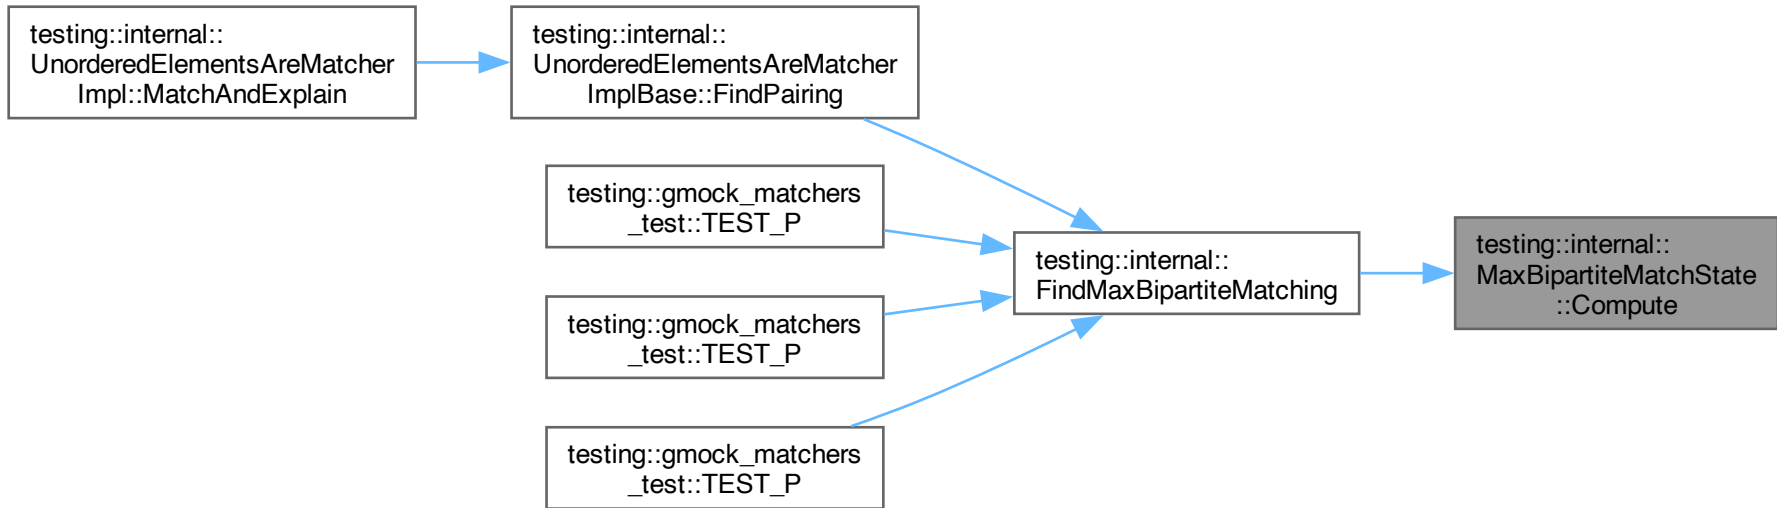 testing::internal::
UnorderedElementsAreMatcher
Impl::MatchAndExplain
testing::internal::
UnorderedElementsAreMatcher
ImplBase::FindPairing
testing::gmock_matchers
_test::TEST_P
testing::gmock_matchers
_test::TEST_P
testing::gmock_matchers
_test::TEST_P
testing::internal::
FindMaxBipartiteMatching
testing::internal::
MaxBipartiteMatchState
::Compute